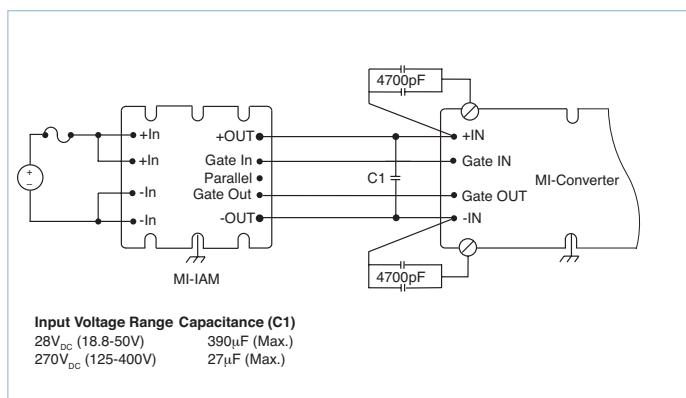 4700pF
+In
+OUT
+IN
+In
Gate In
Gate IN
+
–
Parallel
C1
MI-Converter
-In
Gate Out
Gate OUT
-In
-OUT
-IN
MI-IAM
4700pF
Input Voltage Range Capacitance (C1)
28V_DC (18.8-50V) 390µF (Max.)
270V_DC (125-400V) 27µF (Max.)